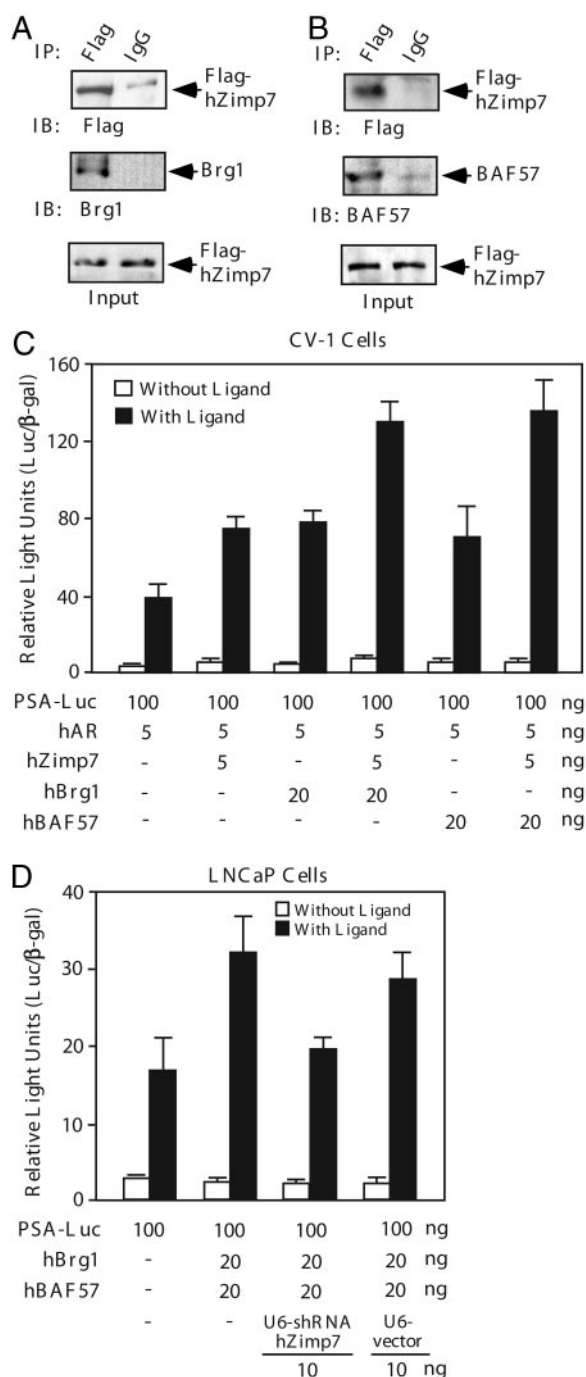 A
IP: Flag IgG
Flag-
hZimp7
IB: Flag
Brg1
IB: Brg1
Flag-
hZimp7
Input
B
IP: Flag IgG
Flag-
hZimp7
IB: Flag
BAF57
IB: BAF57
Flag-
hZimp7
Input
C
CV-1 Cells
Relative Light Units (Luc/β-gal)
160
120
80
40
0
Without Ligand
With Ligand
PSA-Luc 100 100 100 100 100 100 ng
hAR 5 5 5 5 5 5 ng
hZimp7 - 5 - 5 - 5 ng
hBrg1 - - 20 20 - - ng
hBAF57 - - - - 20 20 ng
D
LNCaP Cells
Relative Light Units (Luc/β-gal)
40
30
20
10
0
Without Ligand
With Ligand
PSA-Luc 100 100 100 100 ng
hBrg1 - 20 20 20 ng
hBAF57 - 20 20 20 ng
- - U6-shRNA U6-
hZimp7 vector
10 10 ng